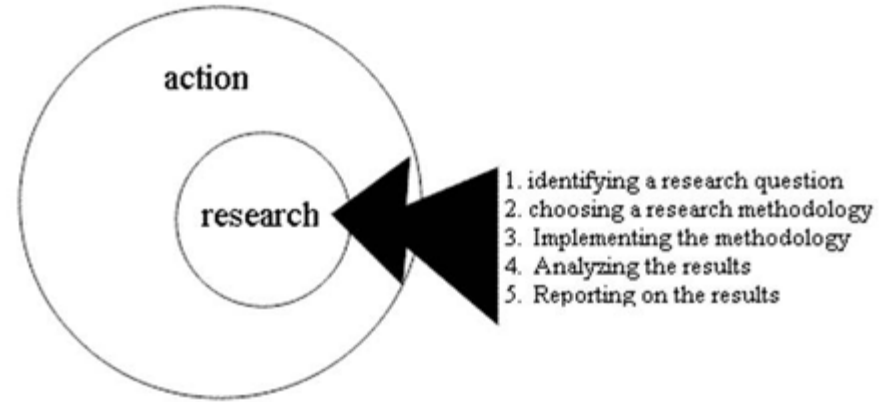 action
research
1. identifying a research question
2. choosing a research methodology
3. Implementing the methodology
4. Analyzing the results
5. Reporting on the results